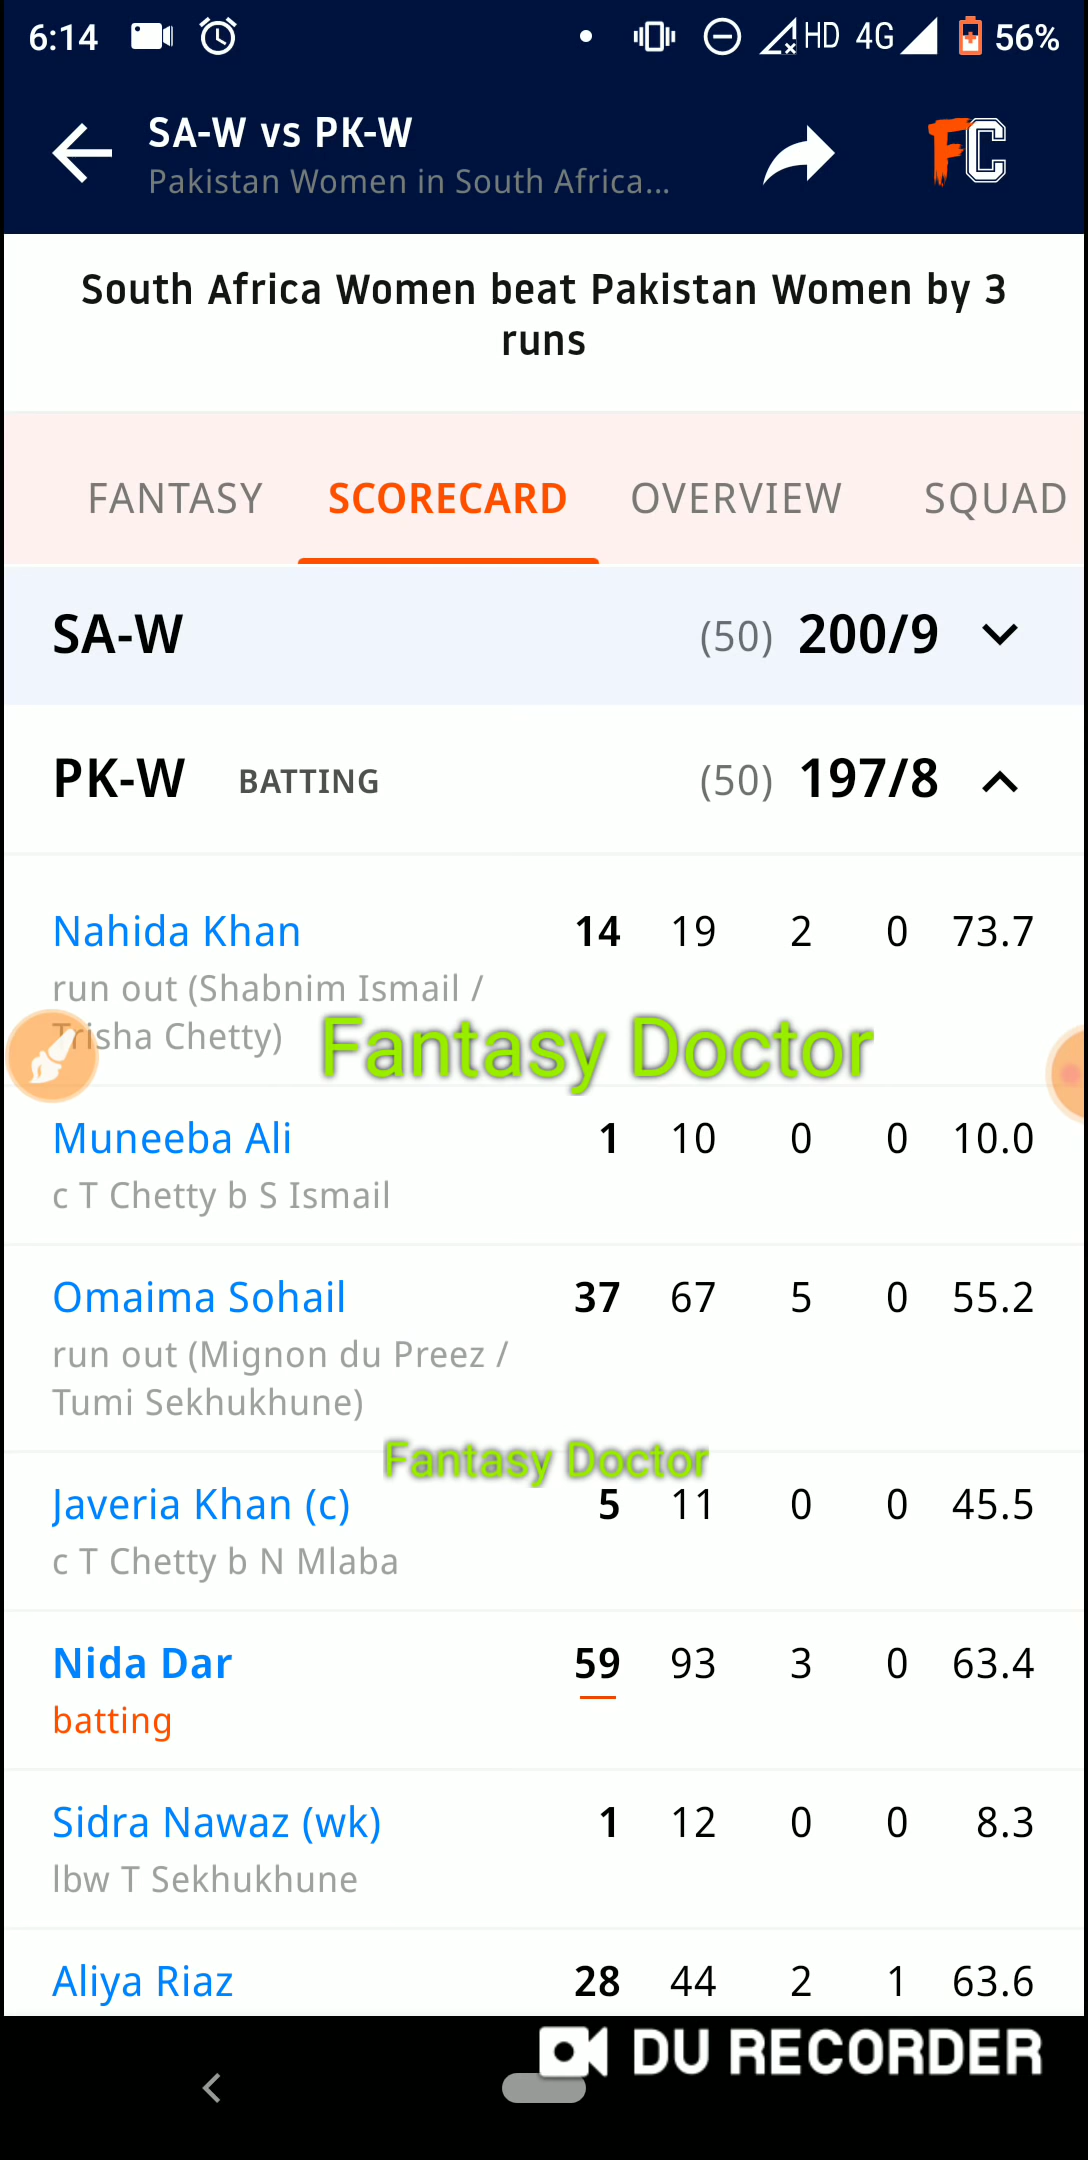 6:14 HD 4G 56%
SA-W vs PK-W
Pakistan Women in South Africa...
FC
South Africa Women beat Pakistan Women by 3
runs
FANTASY SCORECARD OVERVIEW SQUAD
SA-W (50) 200/9
PK-W BATTING (50) 197/8
Nahida Khan 14 19 2 0 73.7
run out (Shabnim Ismail /
Trisha Chetty)
Fantasy Doctor
Muneeba Ali 1 10 0 0 10.0
c T Chetty b S Ismail
Omaima Sohail 37 67 5 0 55.2
run out (Mignon du Preez /
Tumi Sekhukhune)
Fantasy Doctor
Javeria Khan (c) 5 11 0 0 45.5
c T Chetty b N Mlaba
Nida Dar 59 93 3 0 63.4
batting
Sidra Nawaz (wk) 1 12 0 0 8.3
lbw T Sekhukhune
Aliya Riaz 28 44 2 1 63.6
DU RECORDER